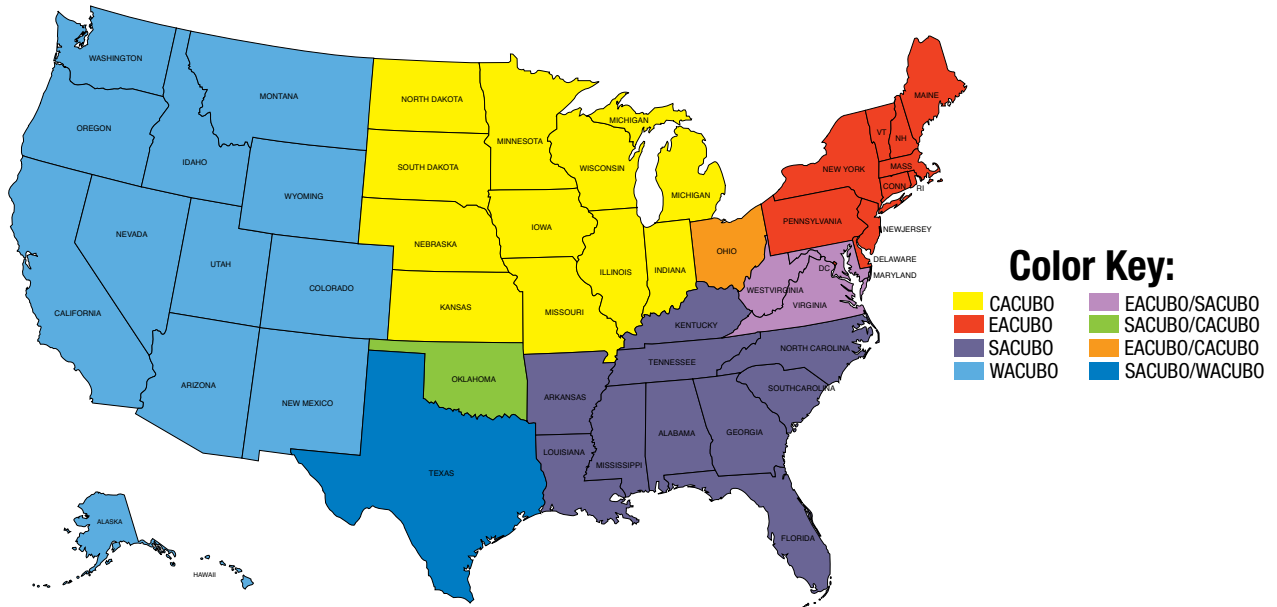 WASHINGTON
MONTANA
NORTH DAKOTA
MINNESOTA
MICHIGAN
MAINE
OREGON
IDAHO
SOUTH DAKOTA
WISCONSIN
MICHIGAN
VT
NH
WYOMING
NEW YORK
MASS
CONN
RI
NEVADA
NEBRASKA
IOWA
PENNSYLVANIA
NEWJERSEY
UTAH
COLORADO
ILLINOIS
INDIANA
OHIO
DC
DELAWARE
MARYLAND
CALIFORNIA
KANSAS
MISSOURI
WESTVIRGINIA
VIRGINIA
KENTUCKY
ARIZONA
NEW MEXICO
OKLAHOMA
TENNESSEE
NORTH CAROLINA
ARKANSAS
SOUTHCAROLINA
TEXAS
LOUISIANA
MISSISSIPPI
ALABAMA
GEORGIA
FLORIDA
ALASKA
HAWAII
Color Key:
CACUBO
EACUBO
SACUBO
WACUBO
EACUBO/SACUBO
SACUBO/CACUBO
EACUBO/CACUBO
SACUBO/WACUBO